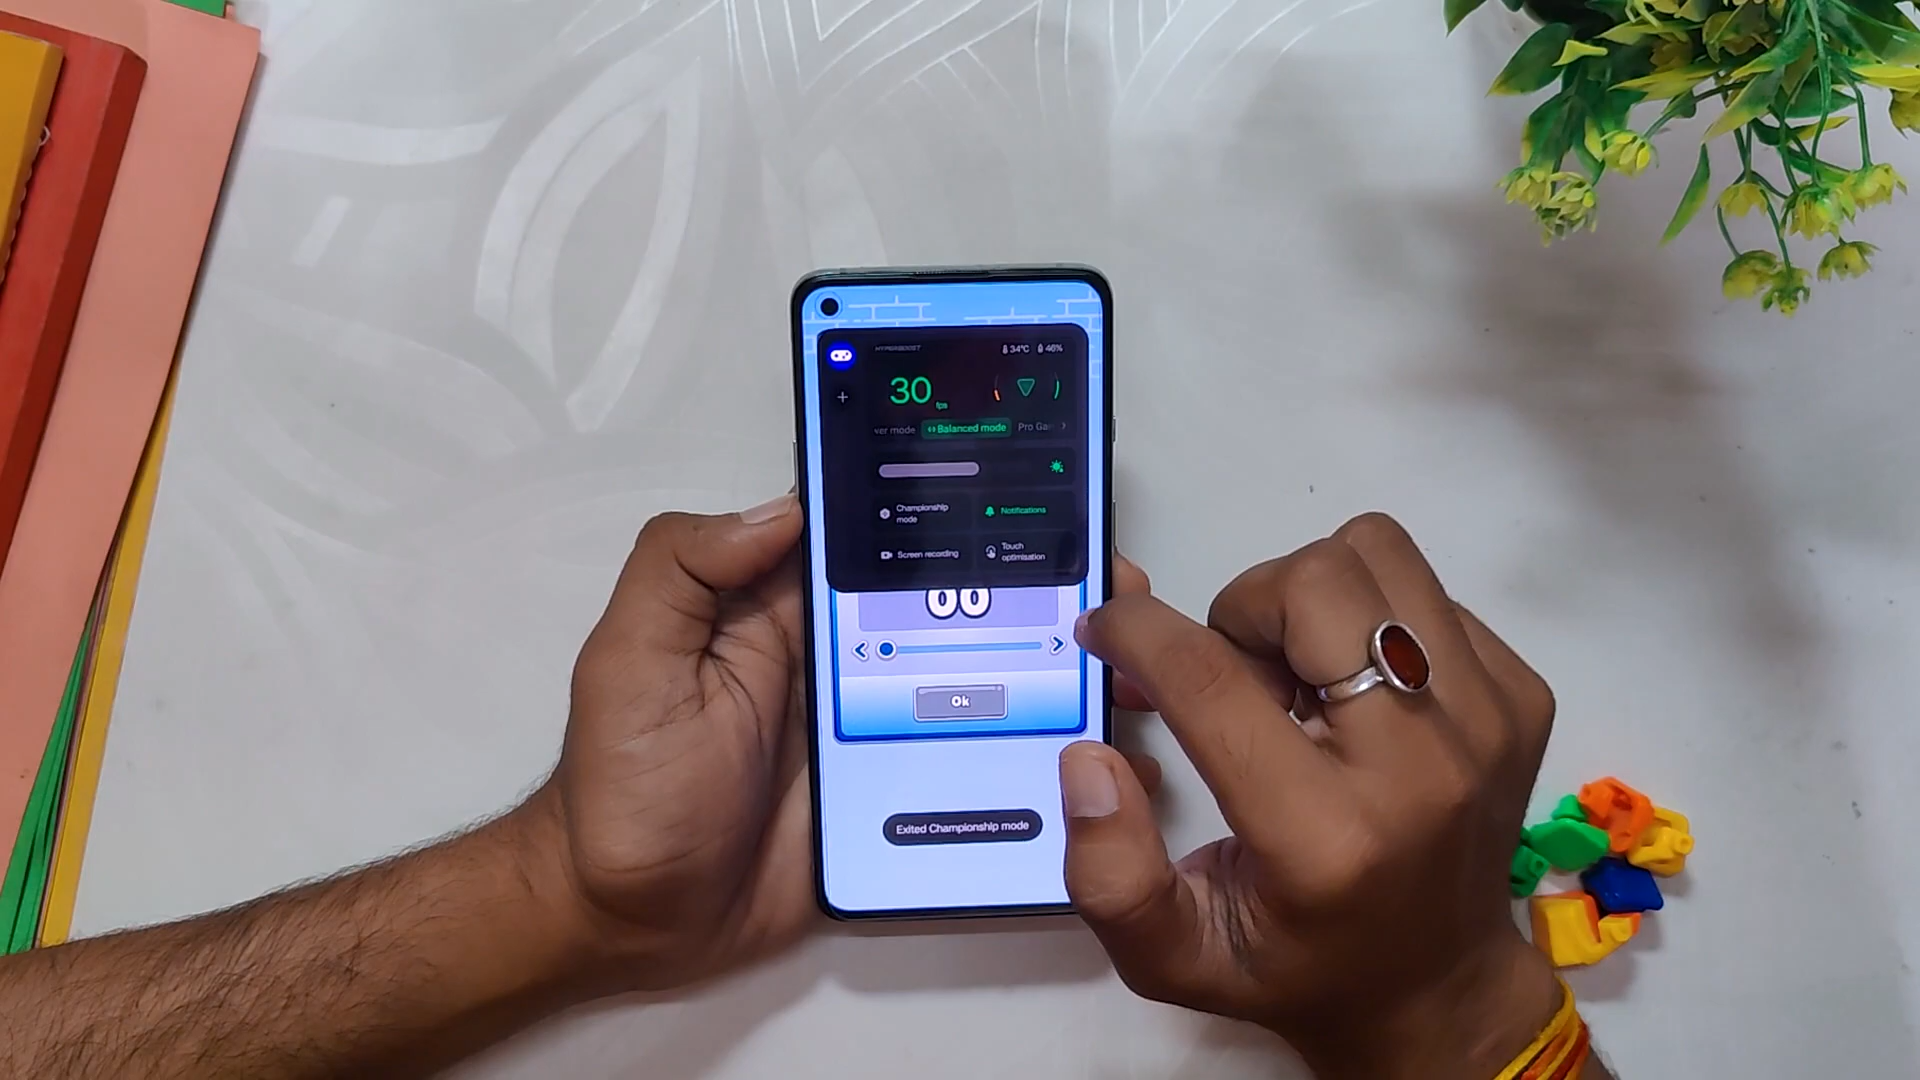 HYPERBOOST
34°C 46%
30 fps
ver mode Balanced mode Pro Gam
Championship mode
Notifications
Screen recording
Touch optimisation
00
Ok
Exited Championship mode